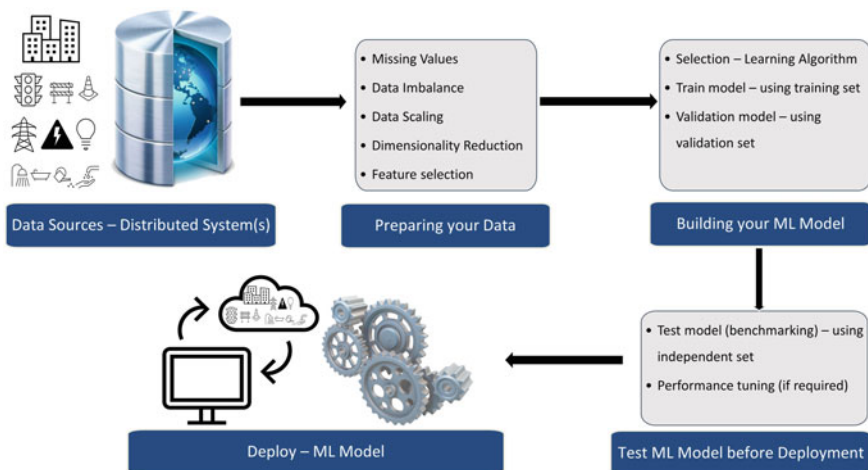 Data Sources – Distributed System(s)
• Missing Values
• Data Imbalance
• Data Scaling
• Dimensionality Reduction
• Feature selection
Preparing your Data
• Selection – Learning Algorithm
• Train model – using training set
• Validation model – using
validation set
Building your ML Model
• Test model (benchmarking) – using
independent set
• Performance tuning (if required)
Test ML Model before Deployment
Deploy – ML Model